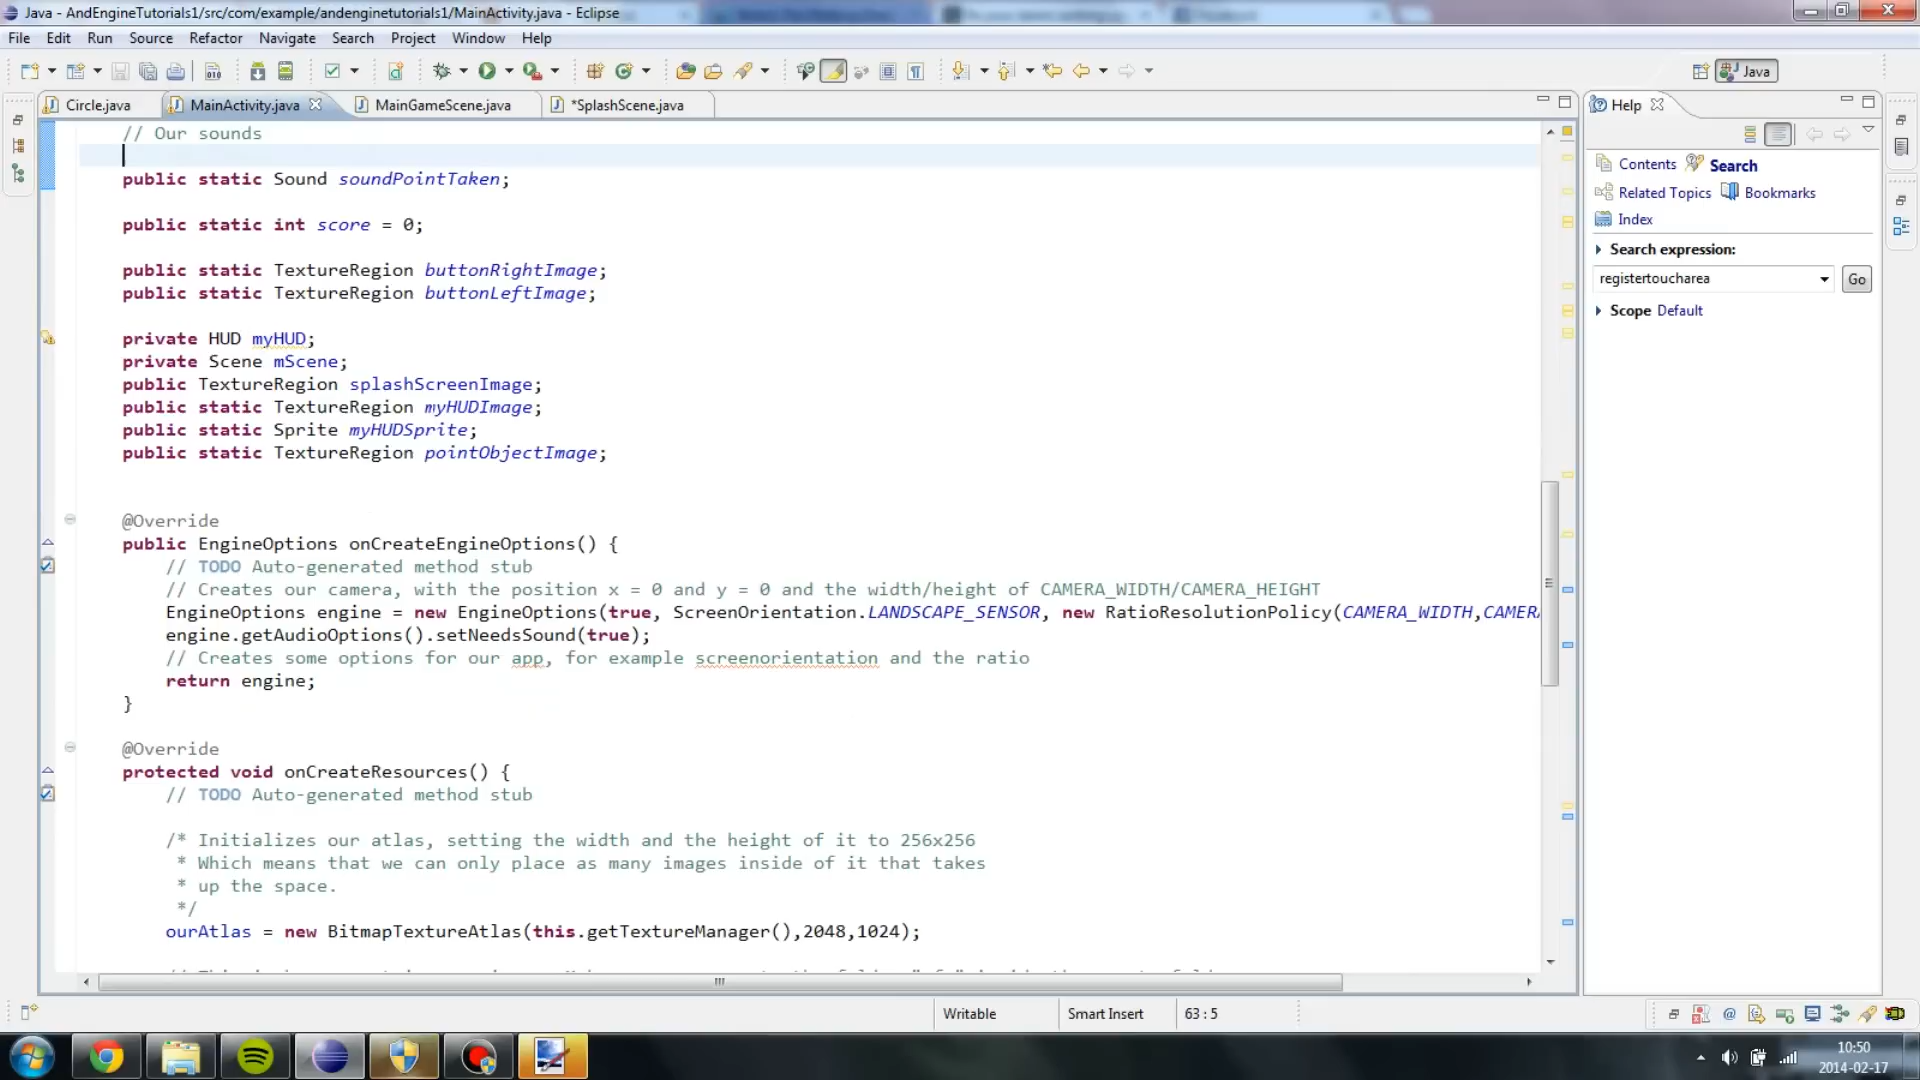 Java - AndEngineTutorials1/src/com/example/andenginetutorials1/MainActivity.java - Eclipse
File Edit Run Source Refactor Navigate Search Project Window Help
Java
Circle.java MainActivity.java MainGameScene.java *SplashScene.java
Help
// Our sounds
public static Sound soundPointTaken;
public static int score = 0;
public static TextureRegion buttonRightImage;
public static TextureRegion buttonLeftImage;
private HUD myHUD;
private Scene mScene;
public TextureRegion splashScreenImage;
public static TextureRegion myHUDImage;
public static Sprite myHUDSprite;
public static TextureRegion pointObjectImage;
@Override
public EngineOptions onCreateEngineOptions() {
// TODO Auto-generated method stub
// Creates our camera, with the position x = 0 and y = 0 and the width/height of CAMERA_WIDTH/CAMERA_HEIGHT
EngineOptions engine = new EngineOptions(true, ScreenOrientation.LANDSCAPE_SENSOR, new RatioResolutionPolicy(CAMERA_WIDTH,CAMERA
engine.getAudioOptions().setNeedsSound(true);
// Creates some options for our app, for example screenorientation and the ratio
return engine;
}
@Override
protected void onCreateResources() {
// TODO Auto-generated method stub
/* Initializes our atlas, setting the width and the height of it to 256x256
* Which means that we can only place as many images inside of it that takes
* up the space.
*/
ourAtlas = new BitmapTextureAtlas(this.getTextureManager(),2048,1024);
Contents Search
Related Topics Bookmarks
Index
Search expression:
registertoucharea Go
Scope Default
Writable Smart Insert 63 : 5
10:50
2014-02-17